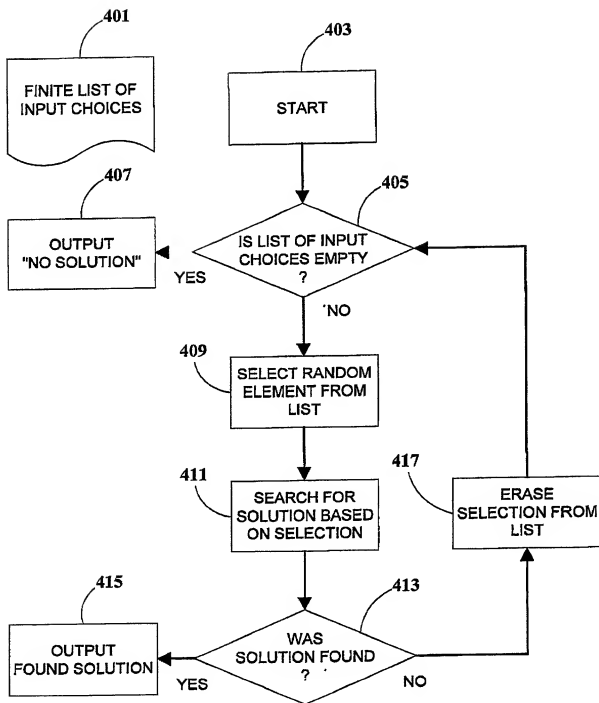 401
403
FINITE LIST OF
INPUT CHOICES
START
407
405
OUTPUT
"NO SOLUTION"
YES
IS LIST OF INPUT
CHOICES EMPTY
?
NO
409
SELECT RANDOM
ELEMENT FROM
LIST
411
SEARCH FOR
SOLUTION BASED
ON SELECTION
417
ERASE
SELECTION FROM
LIST
415
413
OUTPUT
FOUND SOLUTION
YES
WAS
SOLUTION FOUND
?
NO